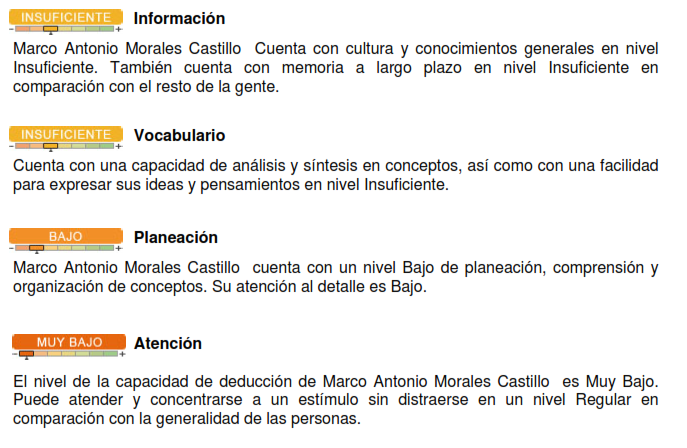 INSUFICIENTE Información
- +
Marco Antonio Morales Castillo Cuenta con cultura y conocimientos generales en nivel
Insuficiente. También cuenta con memoria a largo plazo en nivel Insuficiente en
comparación con el resto de la gente.
INSUFICIENTE Vocabulario
- +
Cuenta con una capacidad de análisis y síntesis en conceptos, así como con una facilidad
para expresar sus ideas y pensamientos en nivel Insuficiente.
BAJO Planeación
- +
Marco Antonio Morales Castillo cuenta con un nivel Bajo de planeación, comprensión y
organización de conceptos. Su atención al detalle es Bajo.
MUY BAJO Atención
- +
El nivel de la capacidad de deducción de Marco Antonio Morales Castillo es Muy Bajo.
Puede atender y concentrarse a un estímulo sin distraerse en un nivel Regular en
comparación con la generalidad de las personas.